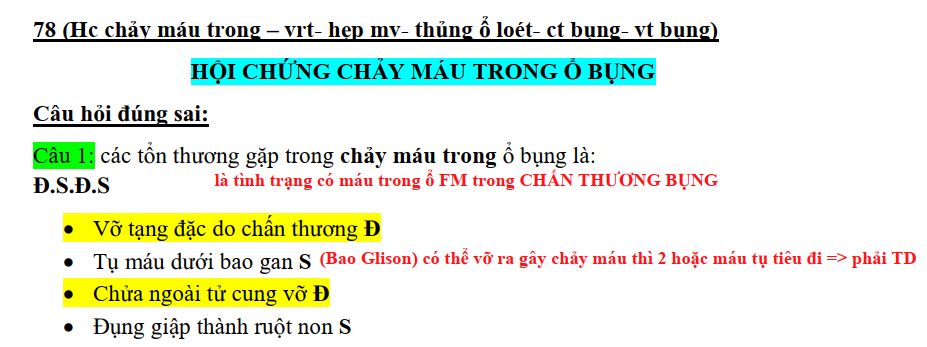 78 (Hc chảy máu trong – vrt- hẹp mv- thủng ổ loét- ct bụng- vt bụng)
HỘI CHỨNG CHẢY MÁU TRONG Ổ BỤNG
Câu hỏi đúng sai:
Câu 1: các tổn thương gặp trong chảy máu trong ổ bụng là:
Đ.S.Đ.S là tình trạng có máu trong ổ FM trong CHẤN THƯƠNG BỤNG
• Vỡ tạng đặc do chấn thương Đ
• Tụ máu dưới bao gan S (Bao Glison) có thể vỡ ra gây chảy máu thì 2 hoặc máu tụ tiêu đi => phải TD
• Chửa ngoài tử cung vỡ Đ
• Đụng giập thành ruột non S